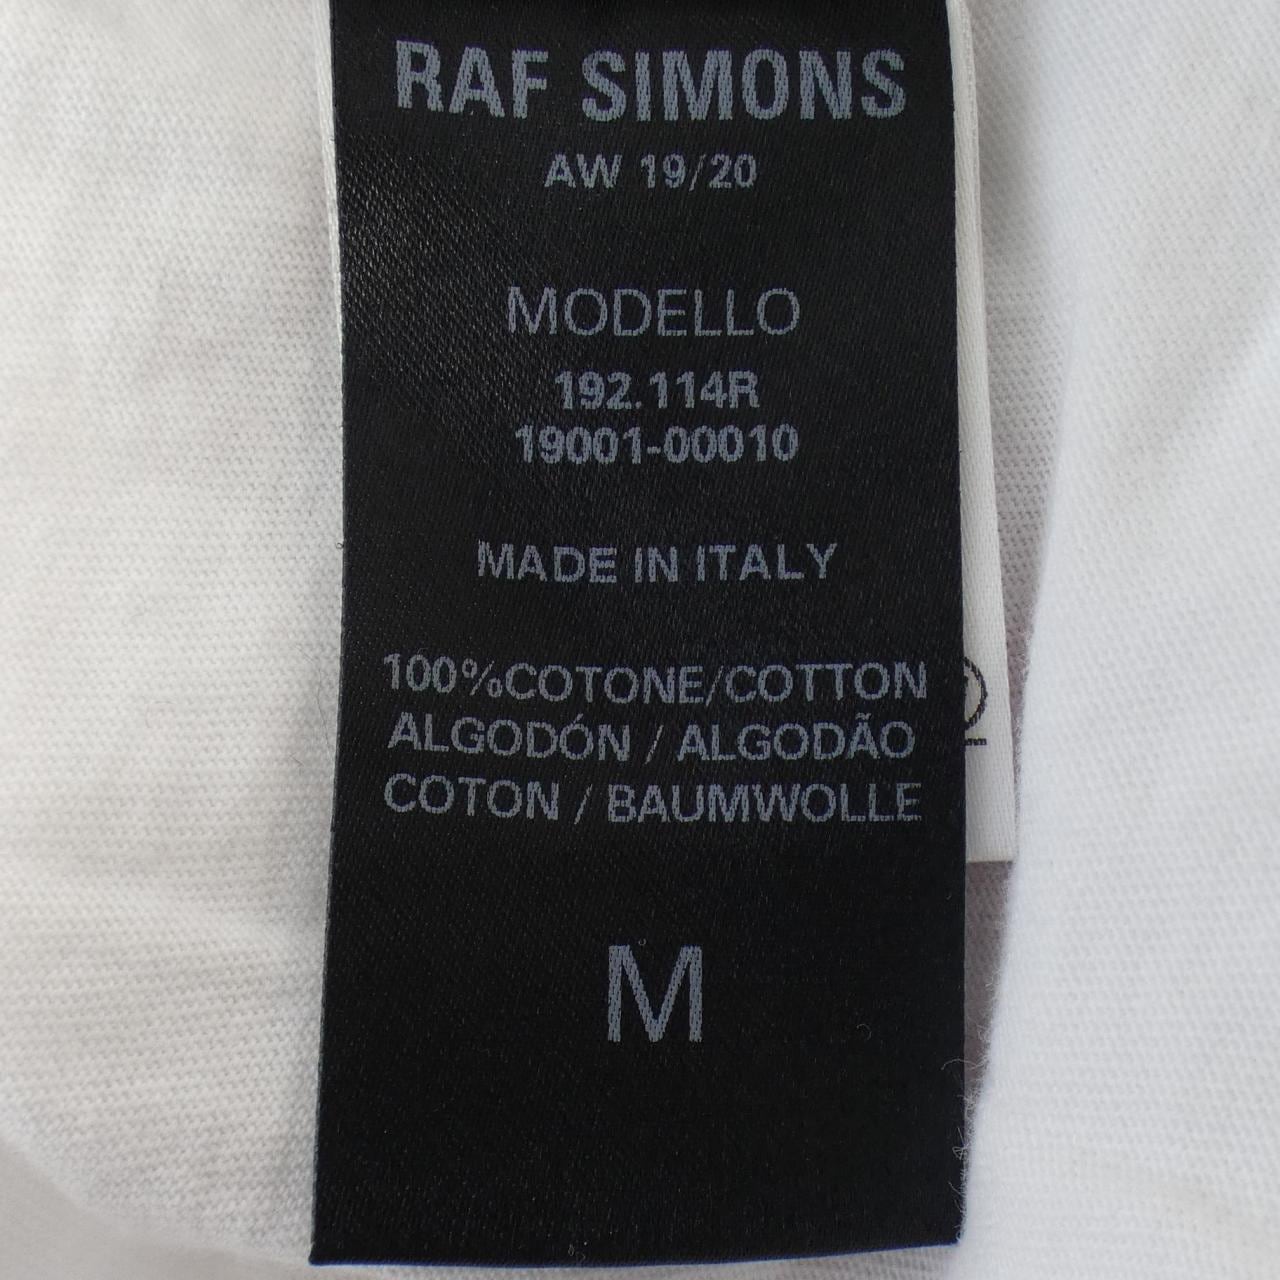 RAF SIMONS
AW 19/20
MODELLO
192.114R
19001-00010
MADE IN ITALY
100%COTONE/COTTON
ALGODÓN / ALGODÃO
COTON / BAUMWOLLE
M